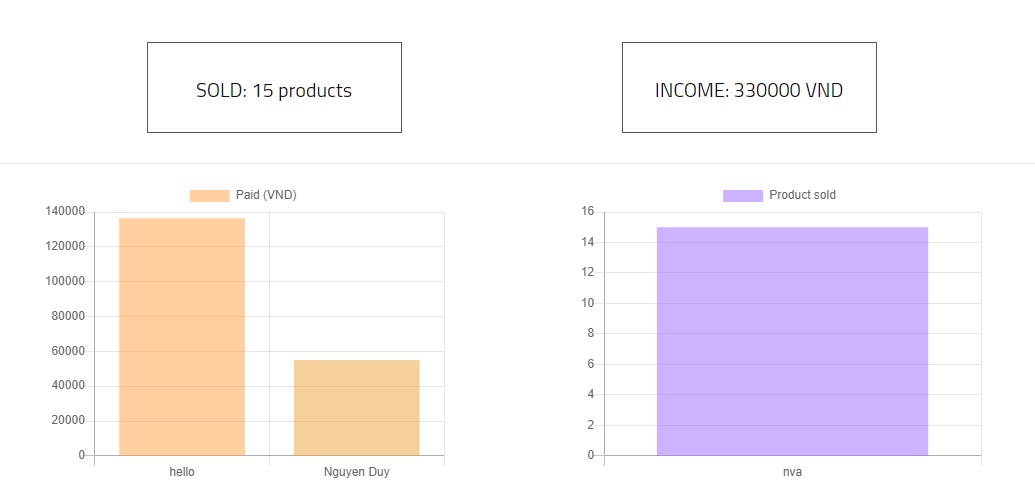 SOLD: 15 products
INCOME: 330000 VND
Paid (VND)
140000
120000
100000
80000
60000
40000
20000
0
hello
Nguyen Duy
Product sold
16
14
12
10
8
6
4
2
0
nva